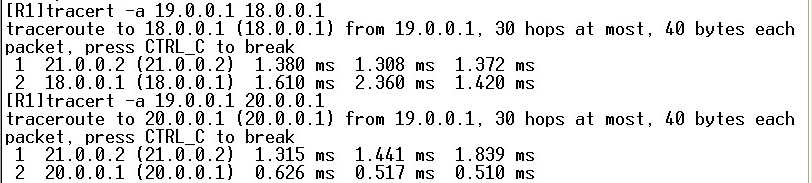 [R1]tracert -a 19.0.0.1 18.0.0.1
traceroute to 18.0.0.1 (18.0.0.1) from 19.0.0.1, 30 hops at most, 40 bytes each
packet, press CTRL_C to break
1  21.0.0.2 (21.0.0.2)  1.380 ms  1.308 ms  1.372 ms
2  18.0.0.1 (18.0.0.1)  1.610 ms  2.360 ms  1.420 ms
[R1]tracert -a 19.0.0.1 20.0.0.1
traceroute to 20.0.0.1 (20.0.0.1) from 19.0.0.1, 30 hops at most, 40 bytes each
packet, press CTRL_C to break
1  21.0.0.2 (21.0.0.2)  1.315 ms  1.441 ms  1.839 ms
2  20.0.0.1 (20.0.0.1)  0.626 ms  0.517 ms  0.510 ms